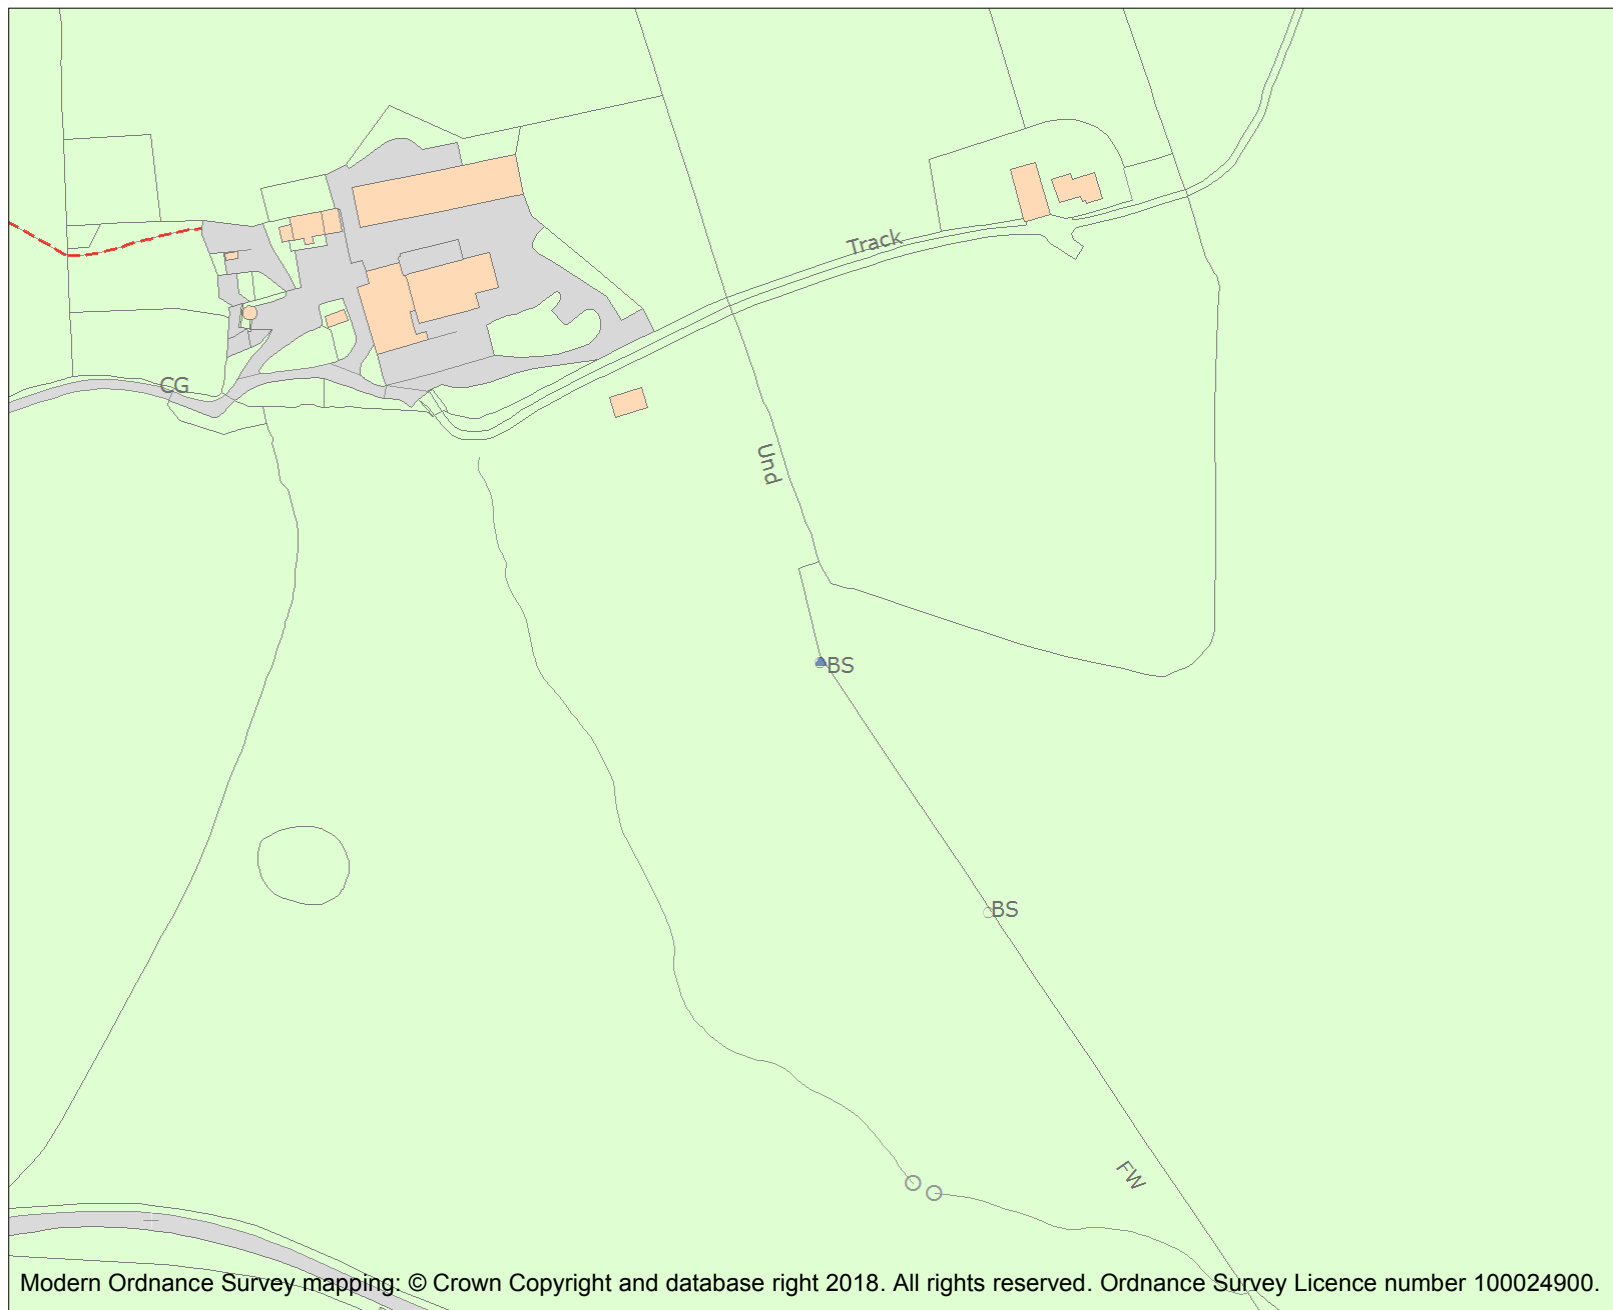 Track
CG
Und
BS
BS
FW
Modern Ordnance Survey mapping: © Crown Copyright and database right 2018. All rights reserved. Ordnance Survey Licence number 100024900.